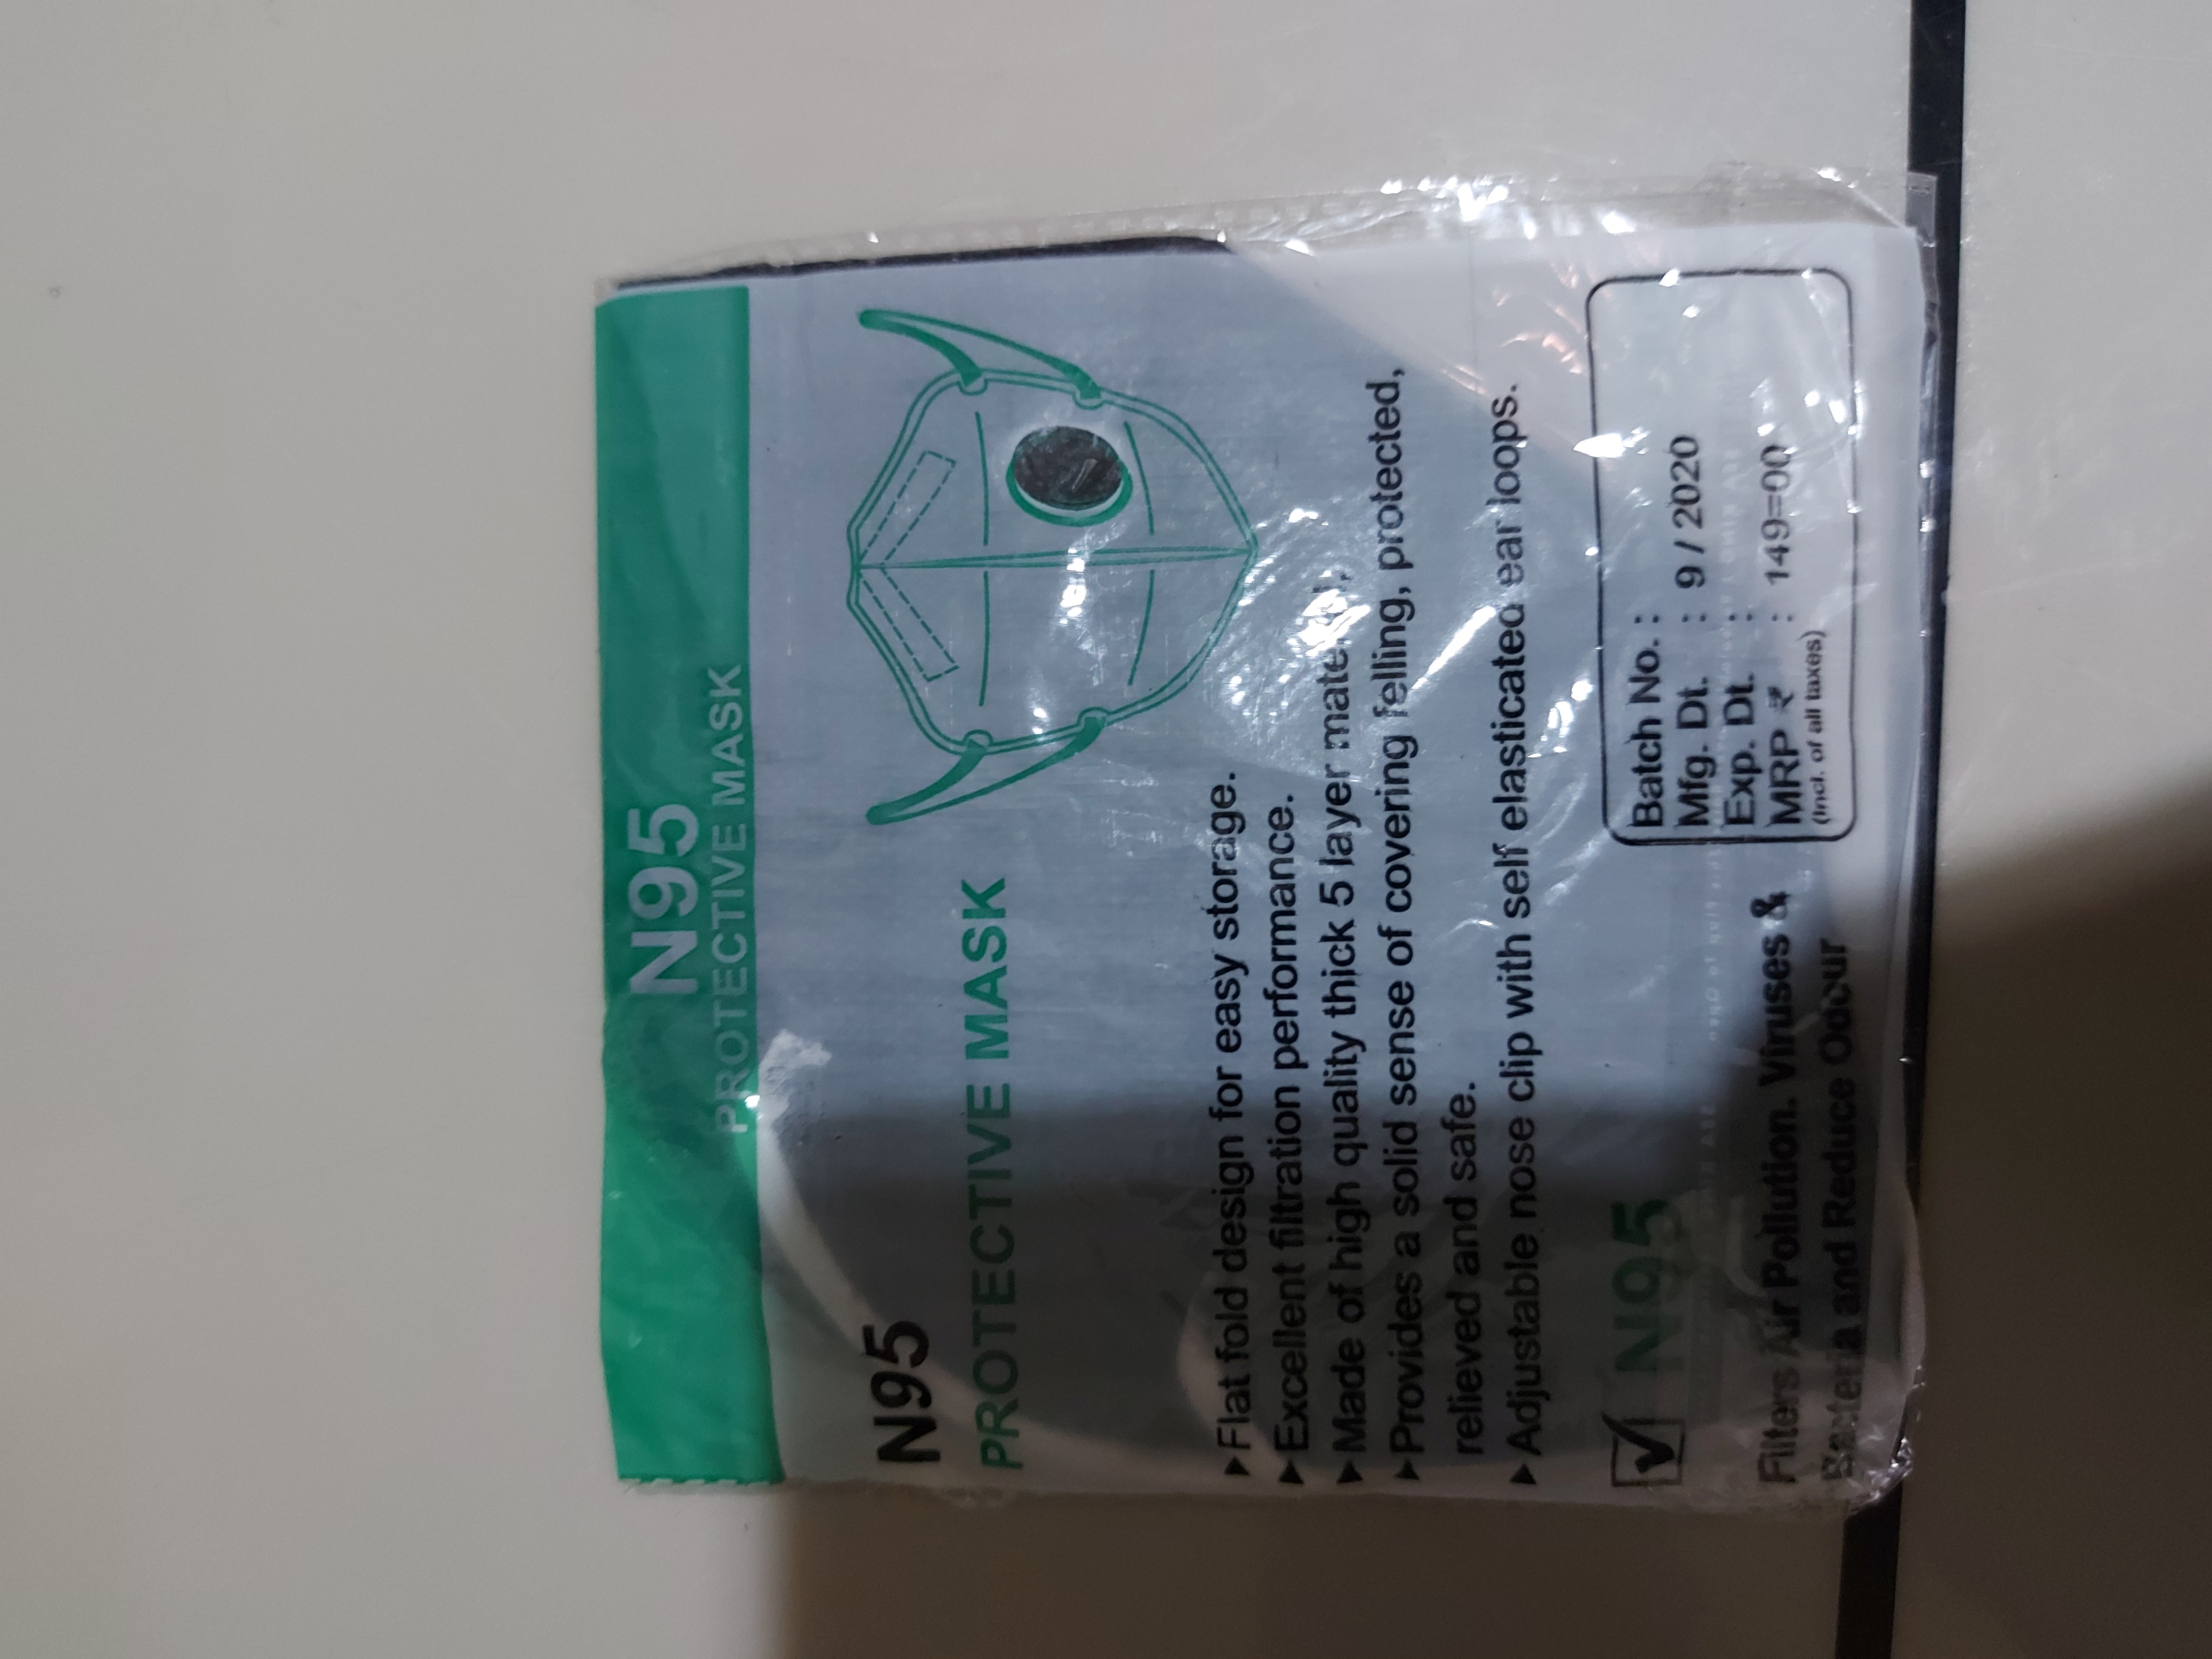 N95
PROTECTIVE MASK
N95
PROTECTIVE MASK
▸Flat fold design for easy storage.
▸Excellent filtration performance.
▸Made of high quality thick 5 layer
▸Provides a solid sense of covering felling, protected,
relieved and safe.
▸Adjustable nose clip with self elasticated ear loops.
N95
Filters Air Pollution. Viruses &
Bacteria and Reduce Odour
Batch No. :
Mfg. Dt. : 9 / 2020
Exp. Dt. :
MRP ₹ : 149=00
(Incl. of all taxes)